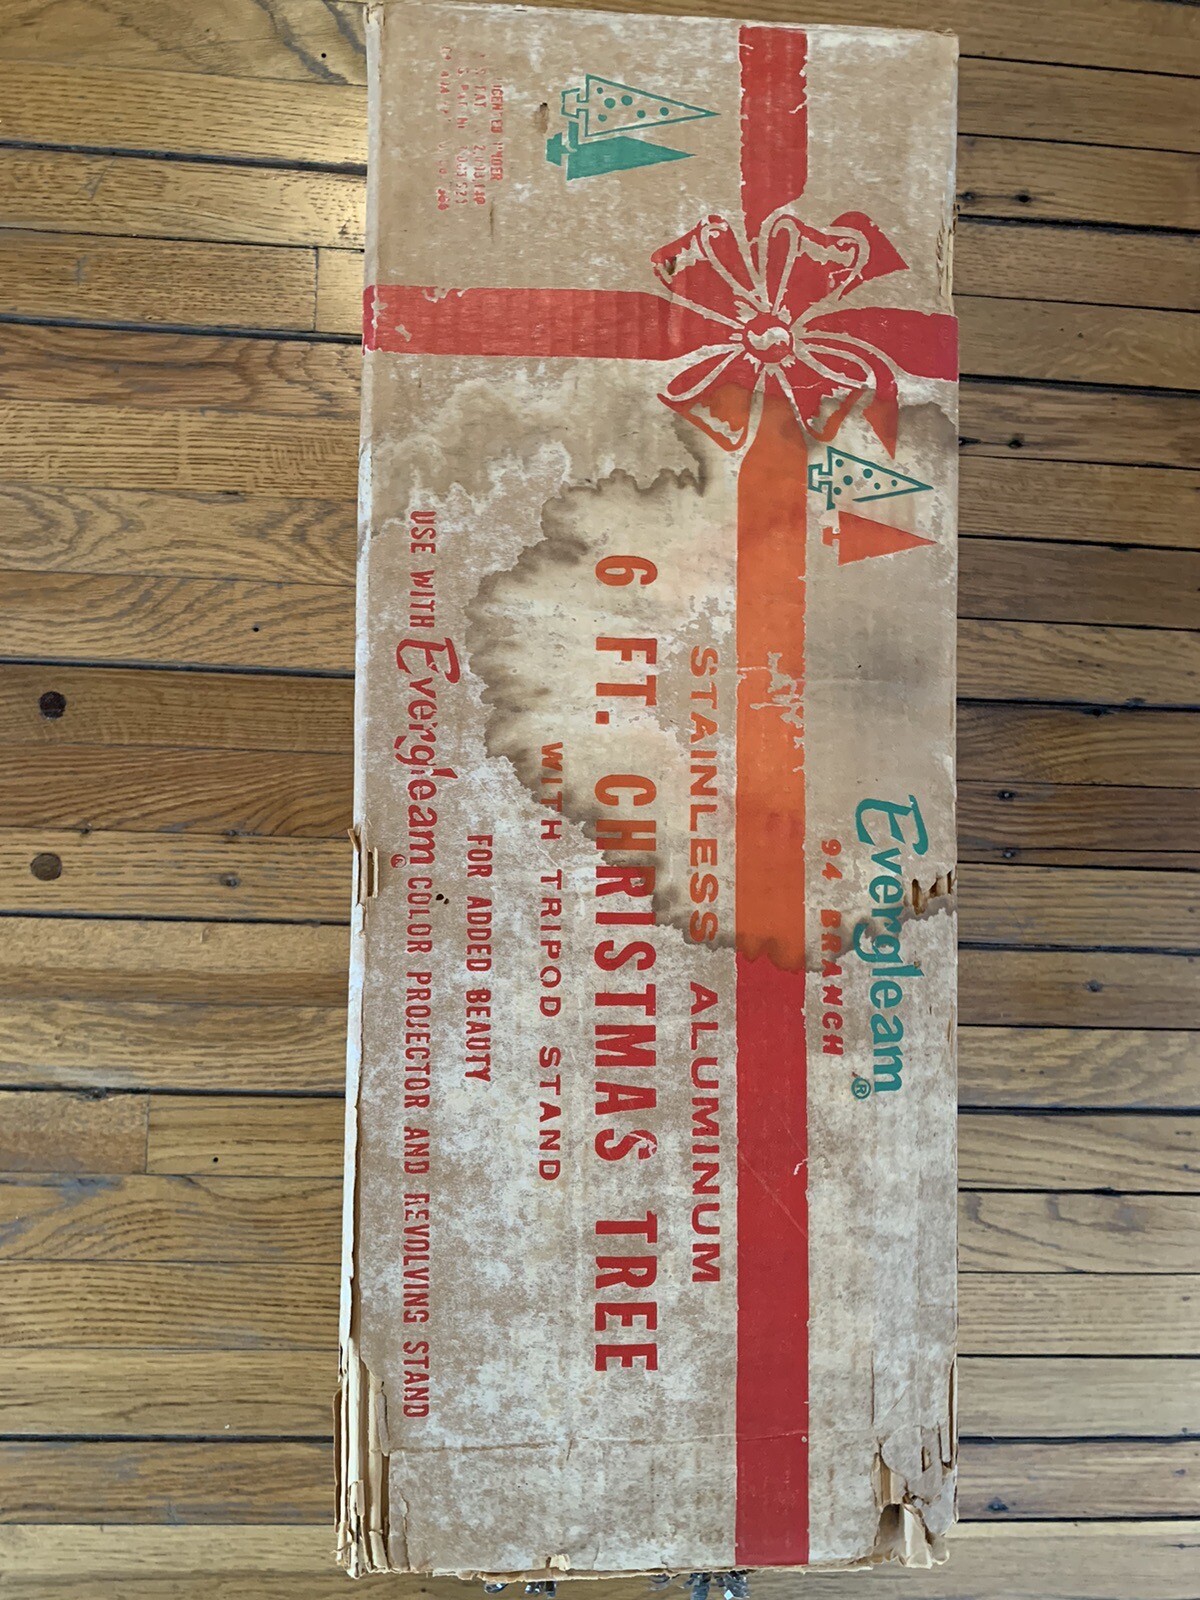 Evergleam®
94 BRANCH
STAINLESS ALUMINUM
6 FT. CHRISTMAS TREE
WITH TRIPOD STAND
FOR ADDED BEAUTY
USE WITH Evergleam® COLOR PROJECTOR AND REVOLVING STAND